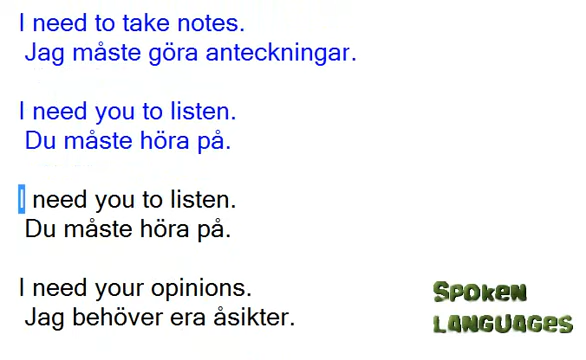 I need to take notes.
Jag måste göra anteckningar.
I need you to listen.
Du måste höra på.
I need you to listen.
Du måste höra på.
I need your opinions.
Jag behöver era åsikter.
Spoken
Languages